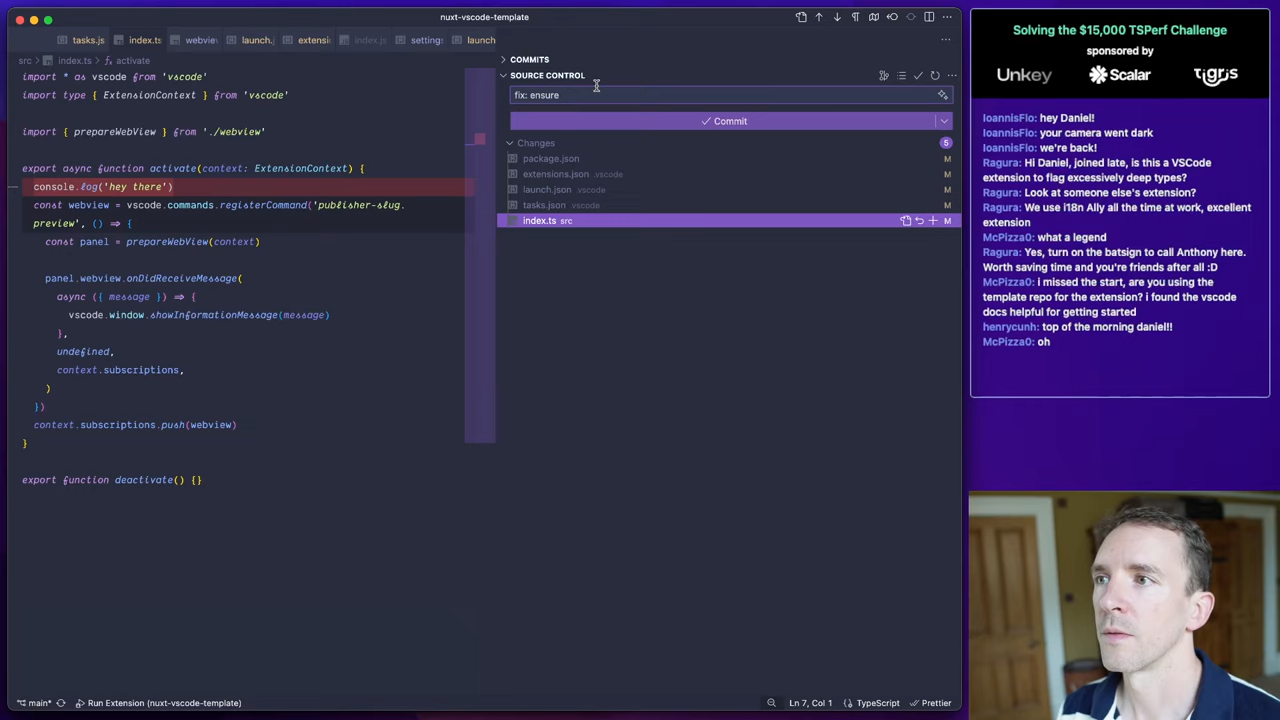 nuxt-vscode-template
tasks.js
index.ts
webview
launch.
extensi
index.js
setting
launch
src > index.ts > activate
import * as vscode from 'vscode'
import type { ExtensionContext } from 'vscode'
import { prepareWebView } from './webview'
export async function activate(context: ExtensionContext) {
console.log('hey there')
const webview = vscode.commands.registerCommand('publisher-slug.
preview', () => {
const panel = prepareWebView(context)
panel.webview.onDidReceiveMessage(
async ({ message }) => {
vscode.window.showInformationMessage(message)
},
undefined,
context.subscriptions,
)
})
context.subscriptions.push(webview)
}
export function deactivate() {}
COMMITS
SOURCE CONTROL
fix: ensure
Commit
Changes
5
package.json M
extensions.json .vscode M
launch.json .vscode M
tasks.json .vscode M
index.ts src M
main*
Run Extension (nuxt-vscode-template)
Ln 7, Col 1
TypeScript
Prettier
Solving the $15,000 TSPerf Challenge
sponsored by
Unkey
Scalar
tigris
IoannisFlo: hey Daniel!
IoannisFlo: your camera went dark
IoannisFlo: we're back!
Ragura: Hi Daniel, joined late, is this a VSCode
extension to flag excessively deep types?
Ragura: Look at someone else's extension?
Ragura: We use i18n Ally all the time at work, excellent
extension
McPizza0: what a legend
Ragura: Yes, turn on the batsign to call Anthony here.
Worth saving time and you're friends after all :D
McPizza0: i missed the start, are you using the
template repo for the extension? i found the vscode
docs helpful for getting started
henrycunh: top of the morning daniel!!
McPizza0: oh